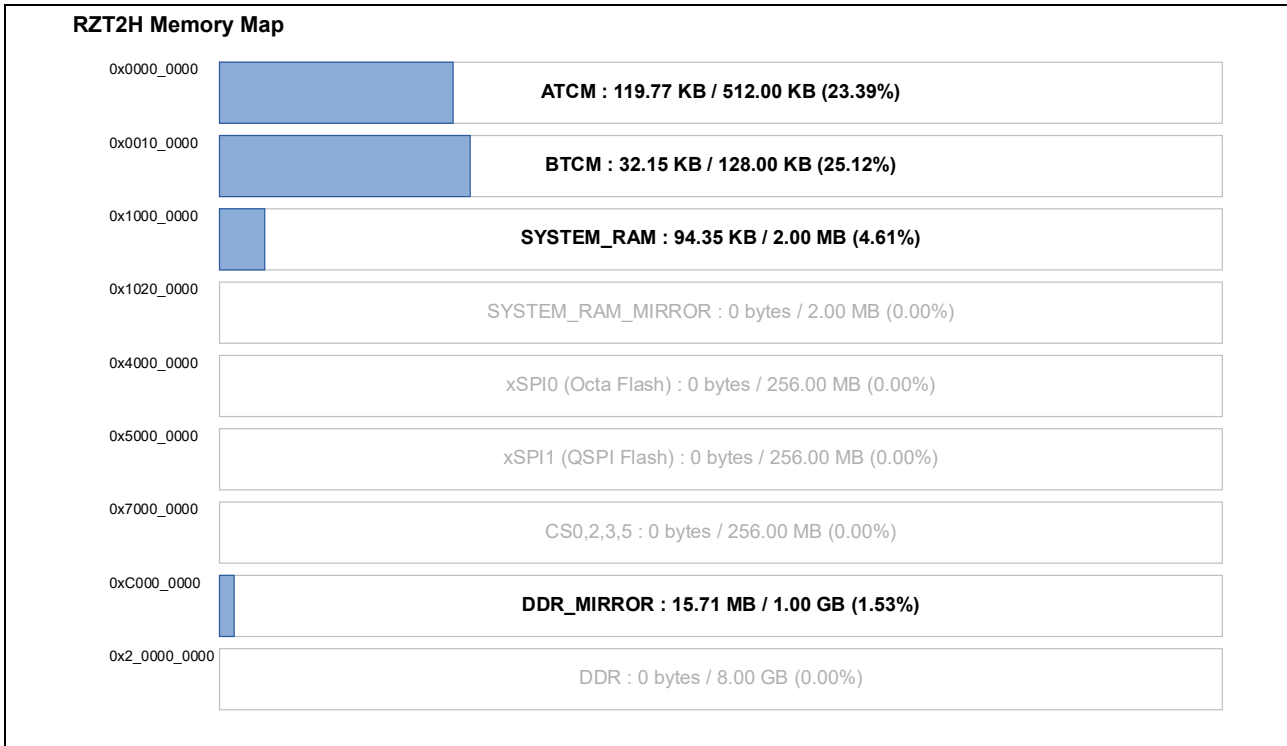 RZT2H Memory Map
0x0000_0000
ATCM : 119.77 KB / 512.00 KB (23.39%)
0x0010_0000
BTCM : 32.15 KB / 128.00 KB (25.12%)
0x1000_0000
SYSTEM_RAM : 94.35 KB / 2.00 MB (4.61%)
0x1020_0000
SYSTEM_RAM_MIRROR : 0 bytes / 2.00 MB (0.00%)
0x4000_0000
xSPI0 (Octa Flash) : 0 bytes / 256.00 MB (0.00%)
0x5000_0000
xSPI1 (QSPI Flash) : 0 bytes / 256.00 MB (0.00%)
0x7000_0000
CS0,2,3,5 : 0 bytes / 256.00 MB (0.00%)
0xC000_0000
DDR_MIRROR : 15.71 MB / 1.00 GB (1.53%)
0x2_0000_0000
DDR : 0 bytes / 8.00 GB (0.00%)